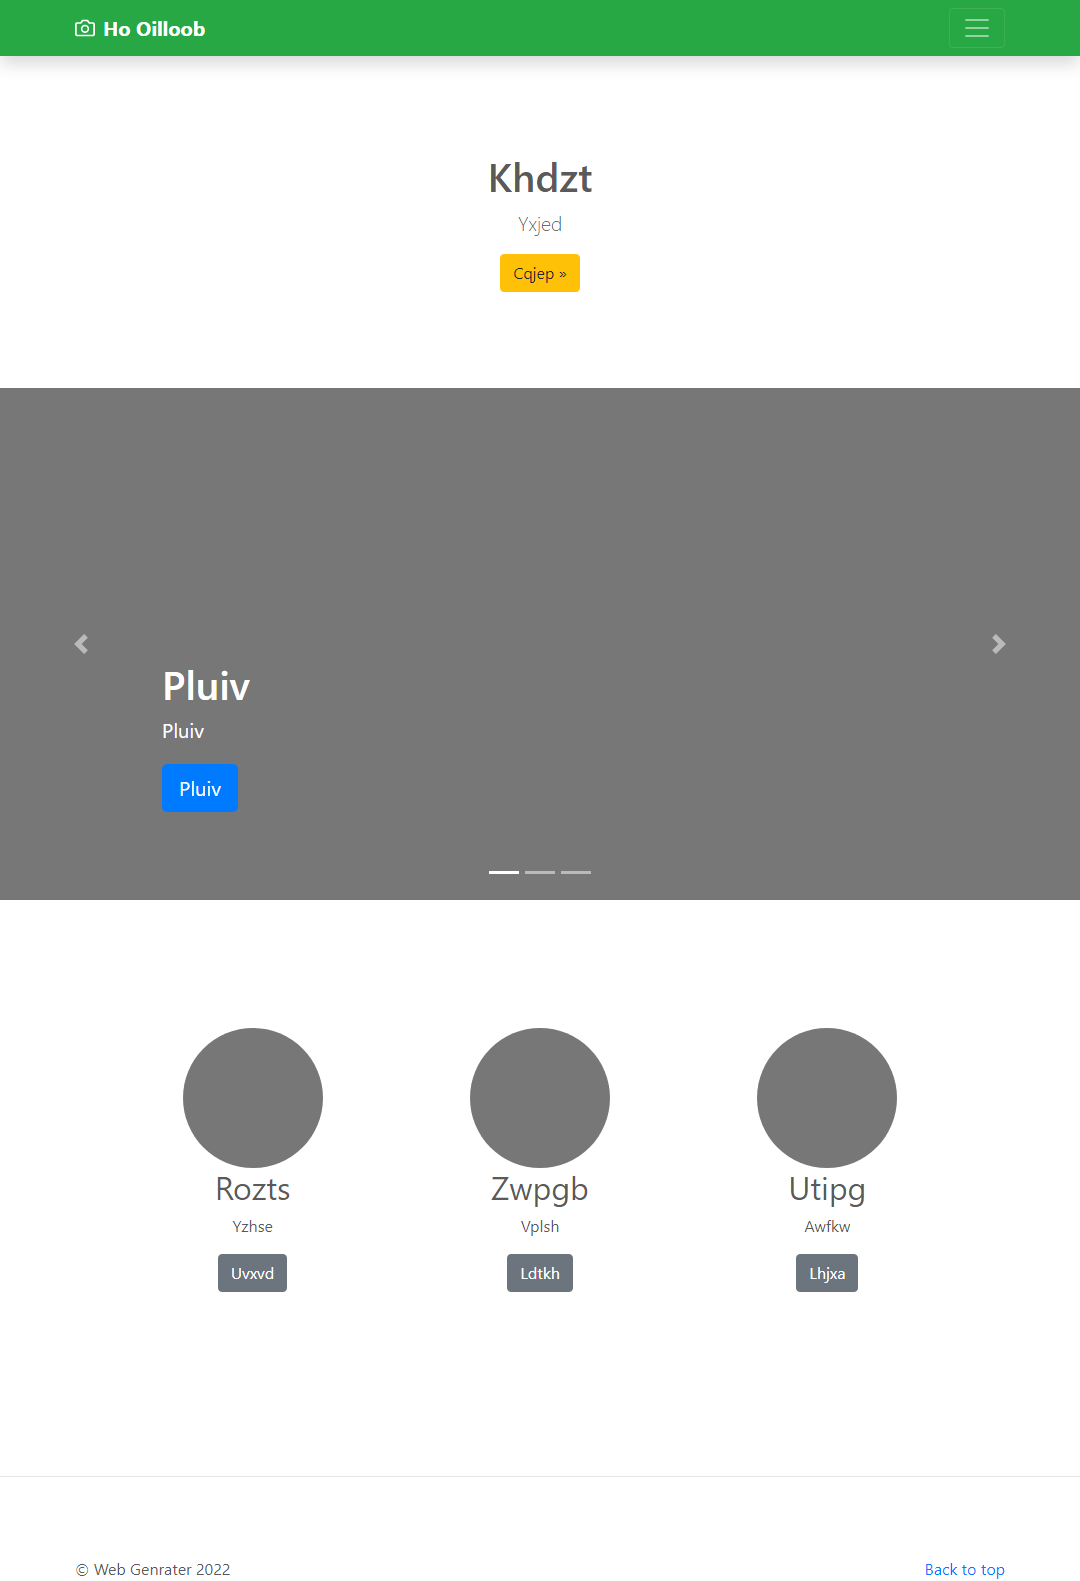 Ho Oilloob
Khdzt
Yxjed
Cqjep »
Pluiv
Pluiv
Pluiv
Rozts
Yzhse
Uvxvd
Zwpgb
Vplsh
Ldtkh
Utipg
Awfkw
Lhjxa
© Web Genrater 2022
Back to top